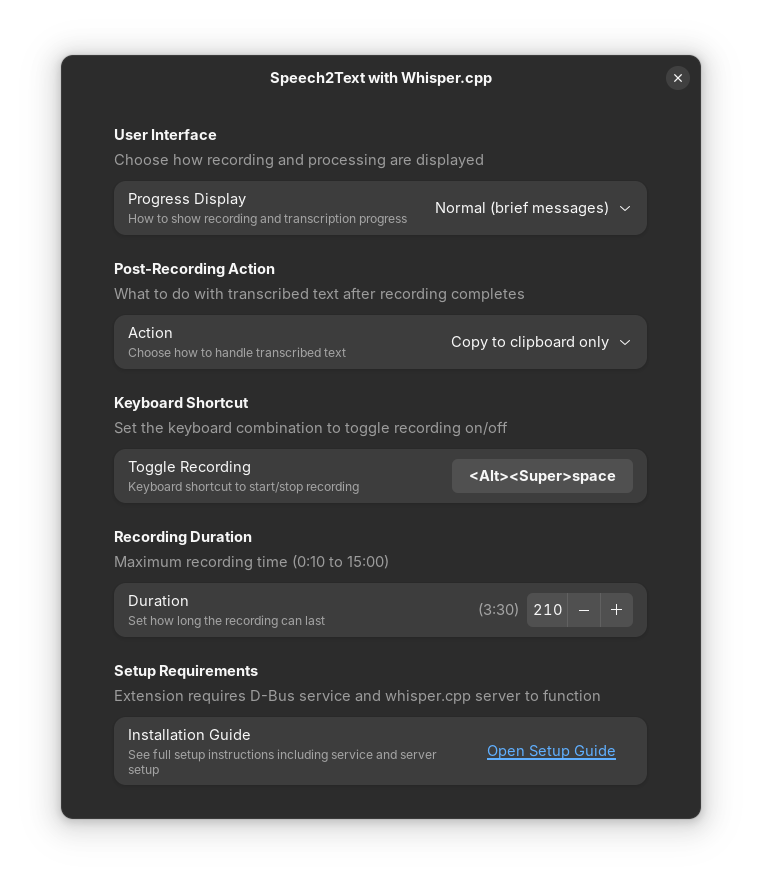 Speech2Text with Whisper.cpp
User Interface
Choose how recording and processing are displayed
Progress Display
How to show recording and transcription progress
Normal (brief messages)
Post-Recording Action
What to do with transcribed text after recording completes
Action
Choose how to handle transcribed text
Copy to clipboard only
Keyboard Shortcut
Set the keyboard combination to toggle recording on/off
Toggle Recording
Keyboard shortcut to start/stop recording
<Alt><Super>space
Recording Duration
Maximum recording time (0:10 to 15:00)
Duration
Set how long the recording can last
(3:30) 210 − +
Setup Requirements
Extension requires D-Bus service and whisper.cpp server to function
Installation Guide
See full setup instructions including service and server
setup
Open Setup Guide